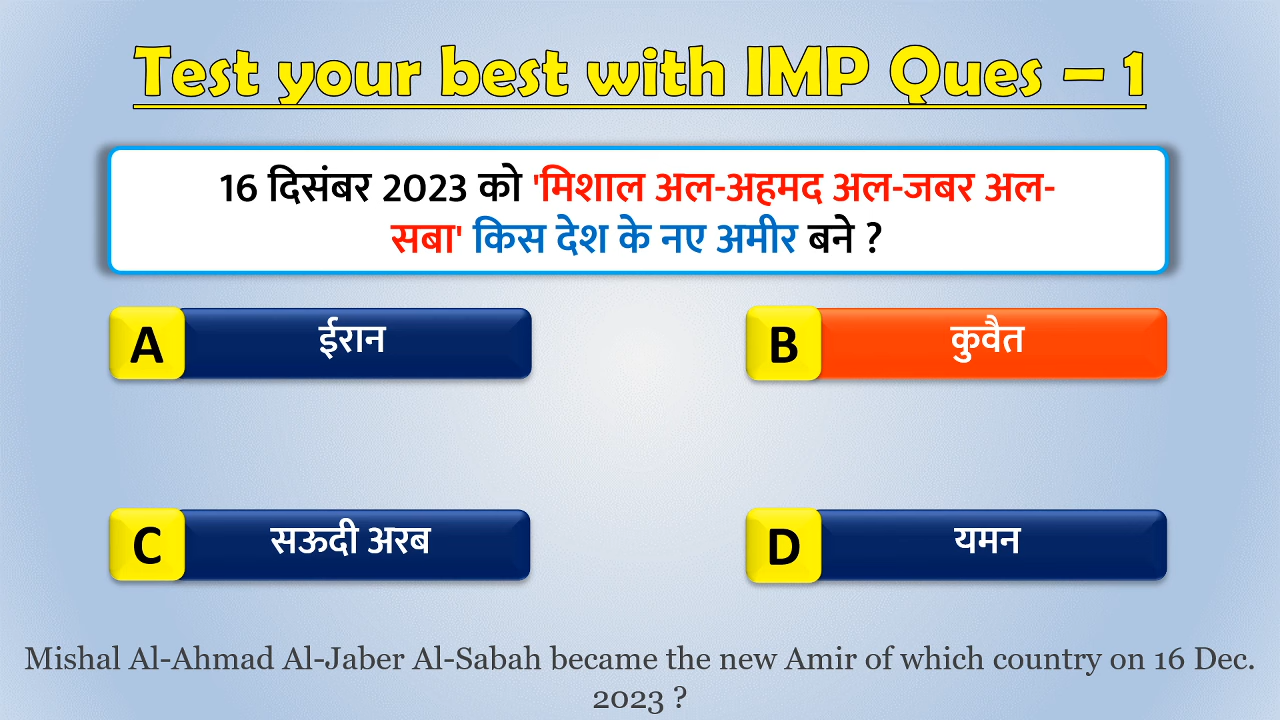 Test your best with IMP Ques – 1
16 दिसंबर 2023 को 'मिशाल अल-अहमद अल-जबर अल-
सबा' किस देश के नए अमीर बने ?
A ईरान
B कुवैत
C सऊदी अरब
D यमन
Mishal Al-Ahmad Al-Jaber Al-Sabah became the new Amir of which country on 16 Dec.
2023 ?